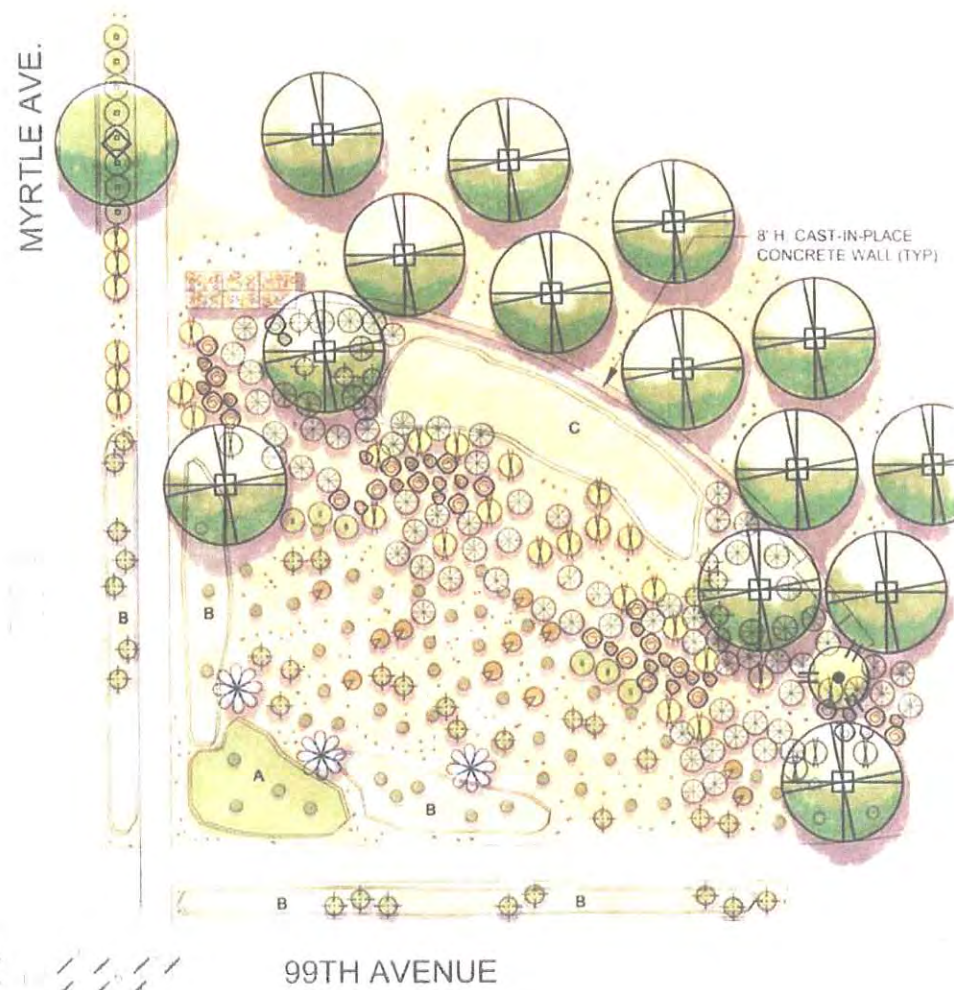 MYRTLE AVE.
8' H. CAST-IN-PLACE
CONCRETE WALL (TYP)
C
B
B
A
B
B
B
99TH AVENUE